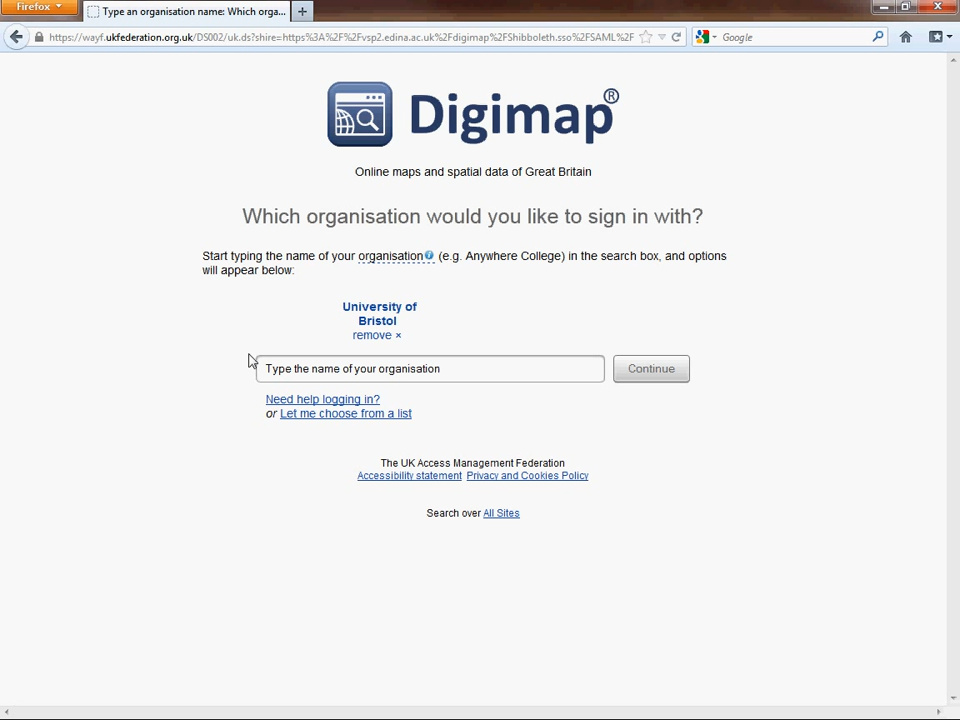 Firefox
Type an organisation name: Which orga...
https://wayf.ukfederation.org.uk/DS002/uk.ds?shire=https%3A%2F%2Fvsp2.edina.ac.uk%2Fdigimap%2FShibboleth.sso%2FSAML%2F
Google
Digimap®
Online maps and spatial data of Great Britain
Which organisation would you like to sign in with?
Start typing the name of your organisation (e.g. Anywhere College) in the search box, and options
will appear below:
University of
Bristol
remove ×
Type the name of your organisation
Continue
Need help logging in?
or Let me choose from a list
The UK Access Management Federation
Accessibility statement Privacy and Cookies Policy
Search over All Sites